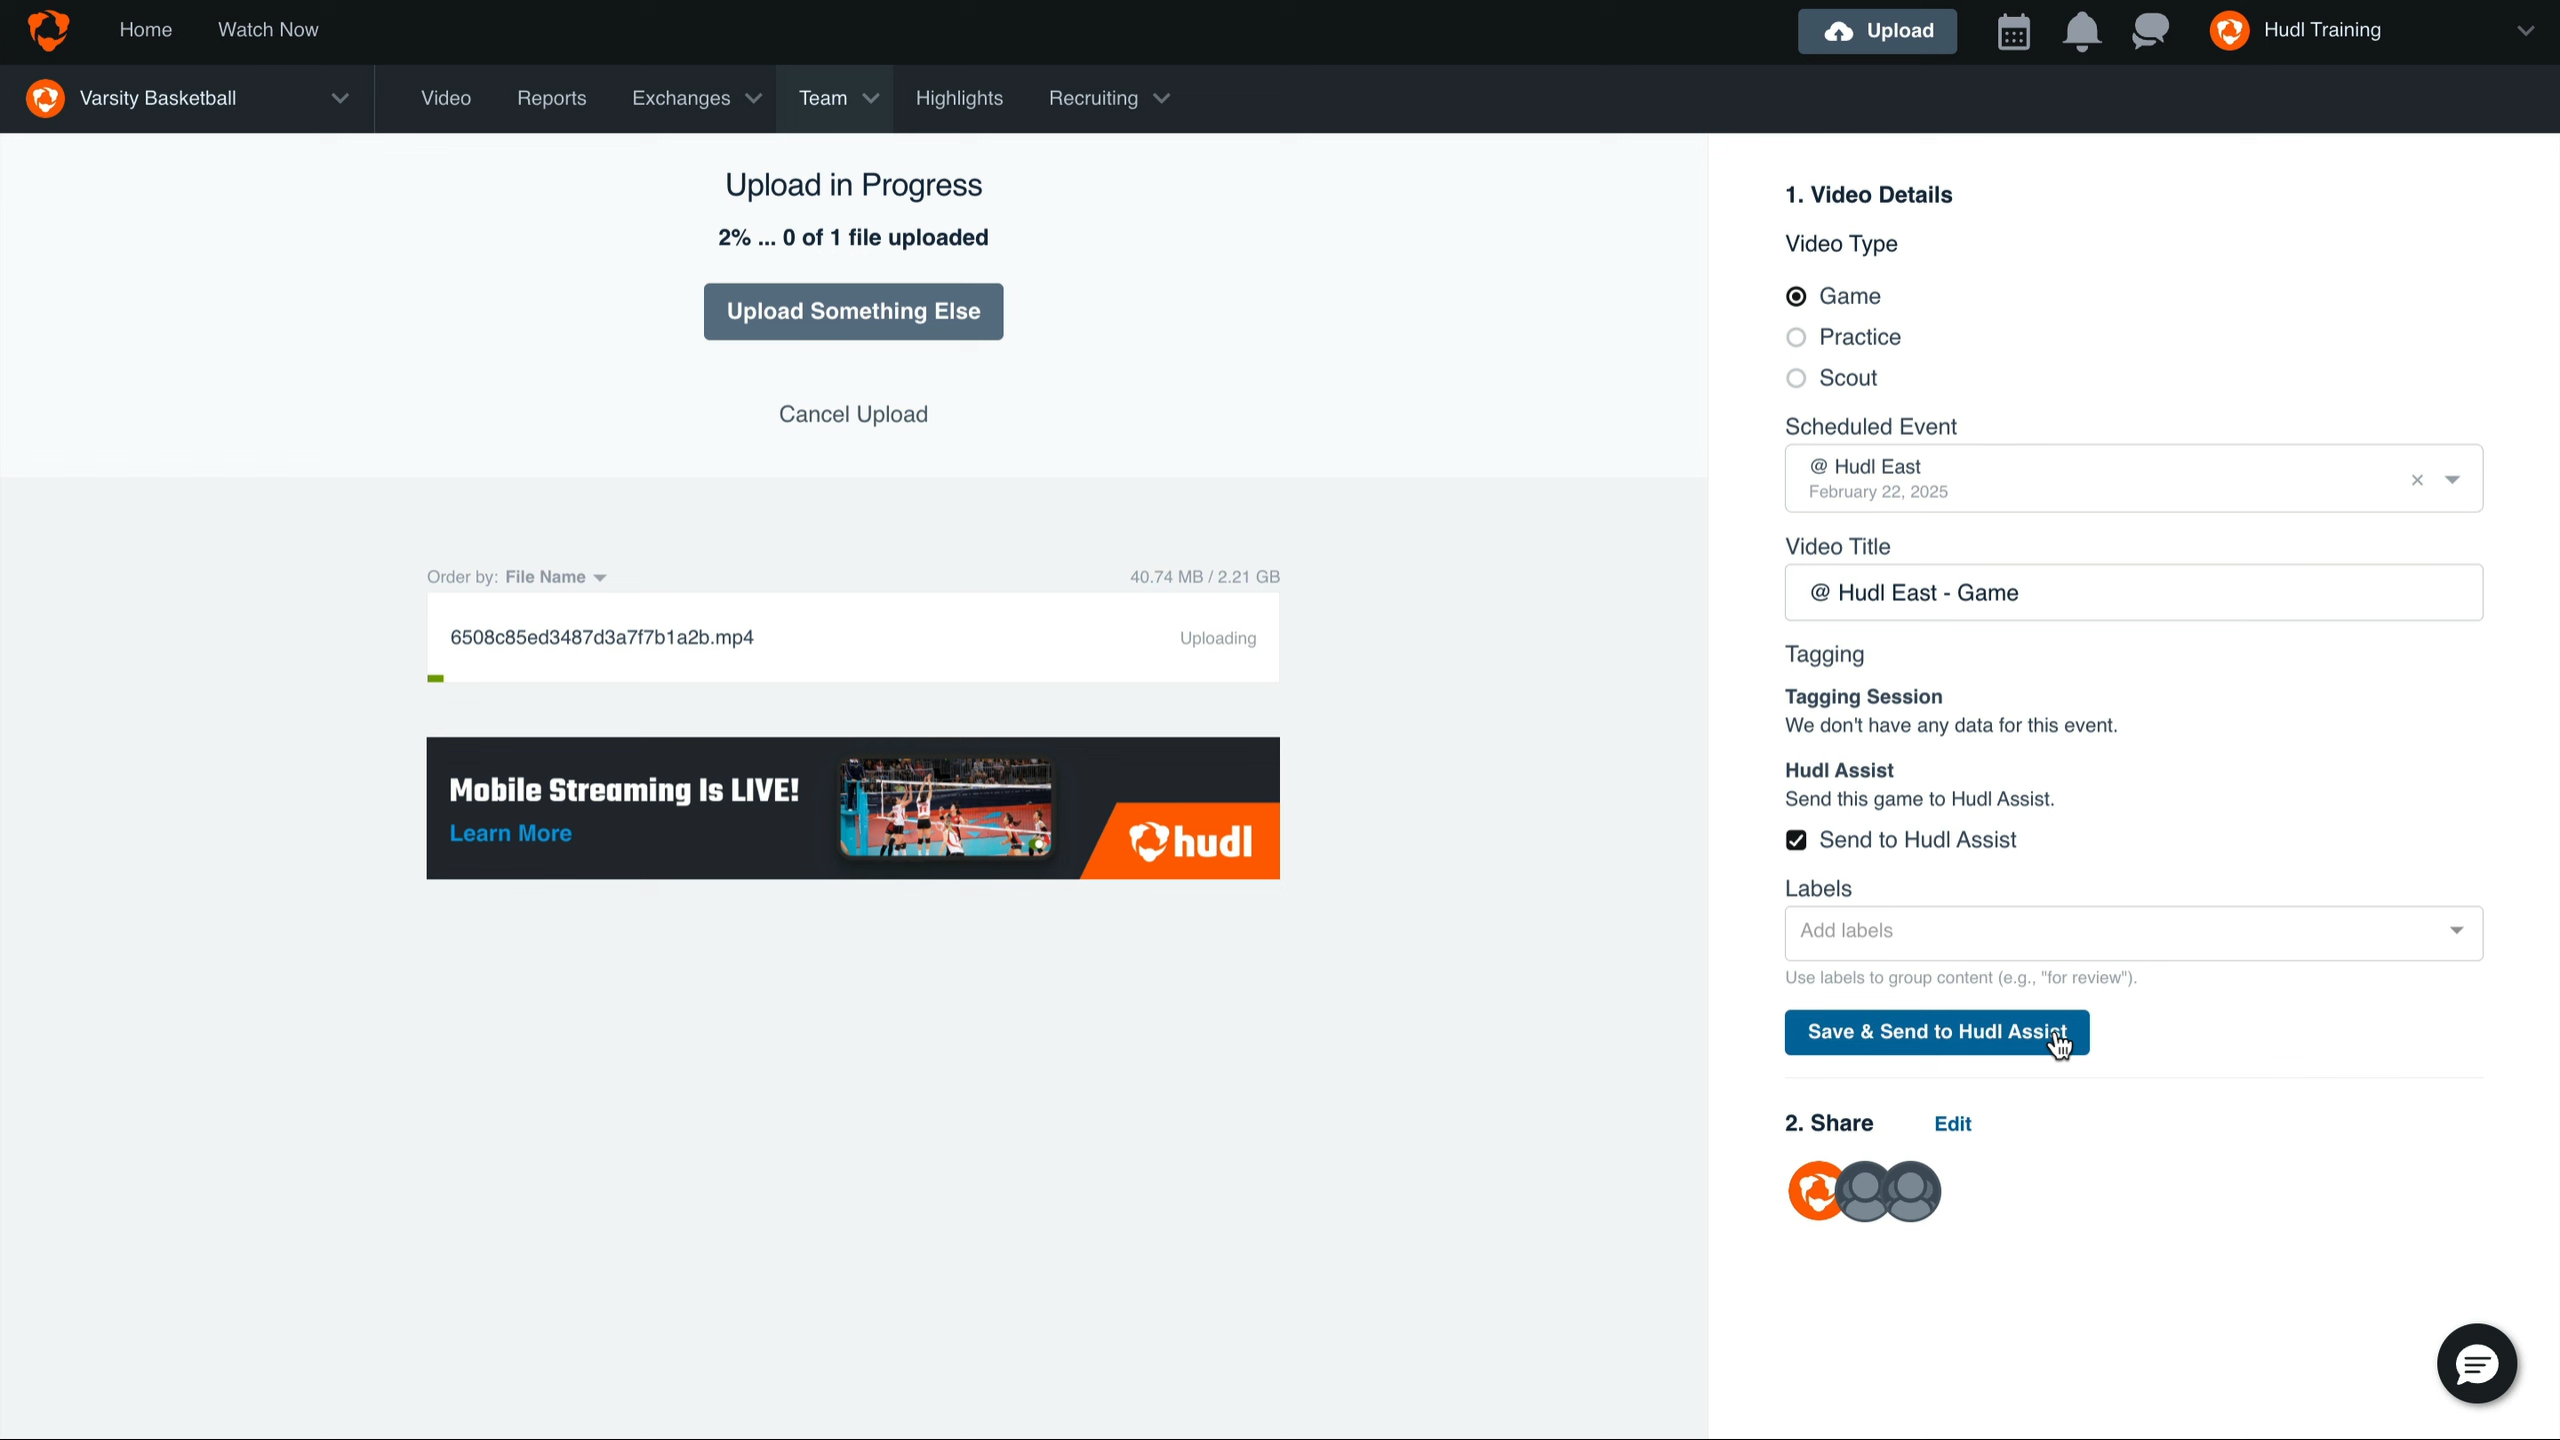 Home
Watch Now
Upload
Hudl Training
Varsity Basketball
Video
Reports
Exchanges
Team
Highlights
Recruiting
Upload in Progress
2% ... 0 of 1 file uploaded
Upload Something Else
Cancel Upload
Order by: File Name
40.74 MB / 2.21 GB
6508c85ed3487d3a7f7b1a2b.mp4
Uploading
Mobile Streaming Is LIVE!
Learn More
hudl
1. Video Details
Video Type
Game
Practice
Scout
Scheduled Event
@ Hudl East
February 22, 2025
Video Title
@ Hudl East - Game
Tagging
Tagging Session
We don't have any data for this event.
Hudl Assist
Send this game to Hudl Assist.
Send to Hudl Assist
Labels
Add labels
Use labels to group content (e.g., "for review").
Save & Send to Hudl Assist
2. Share
Edit